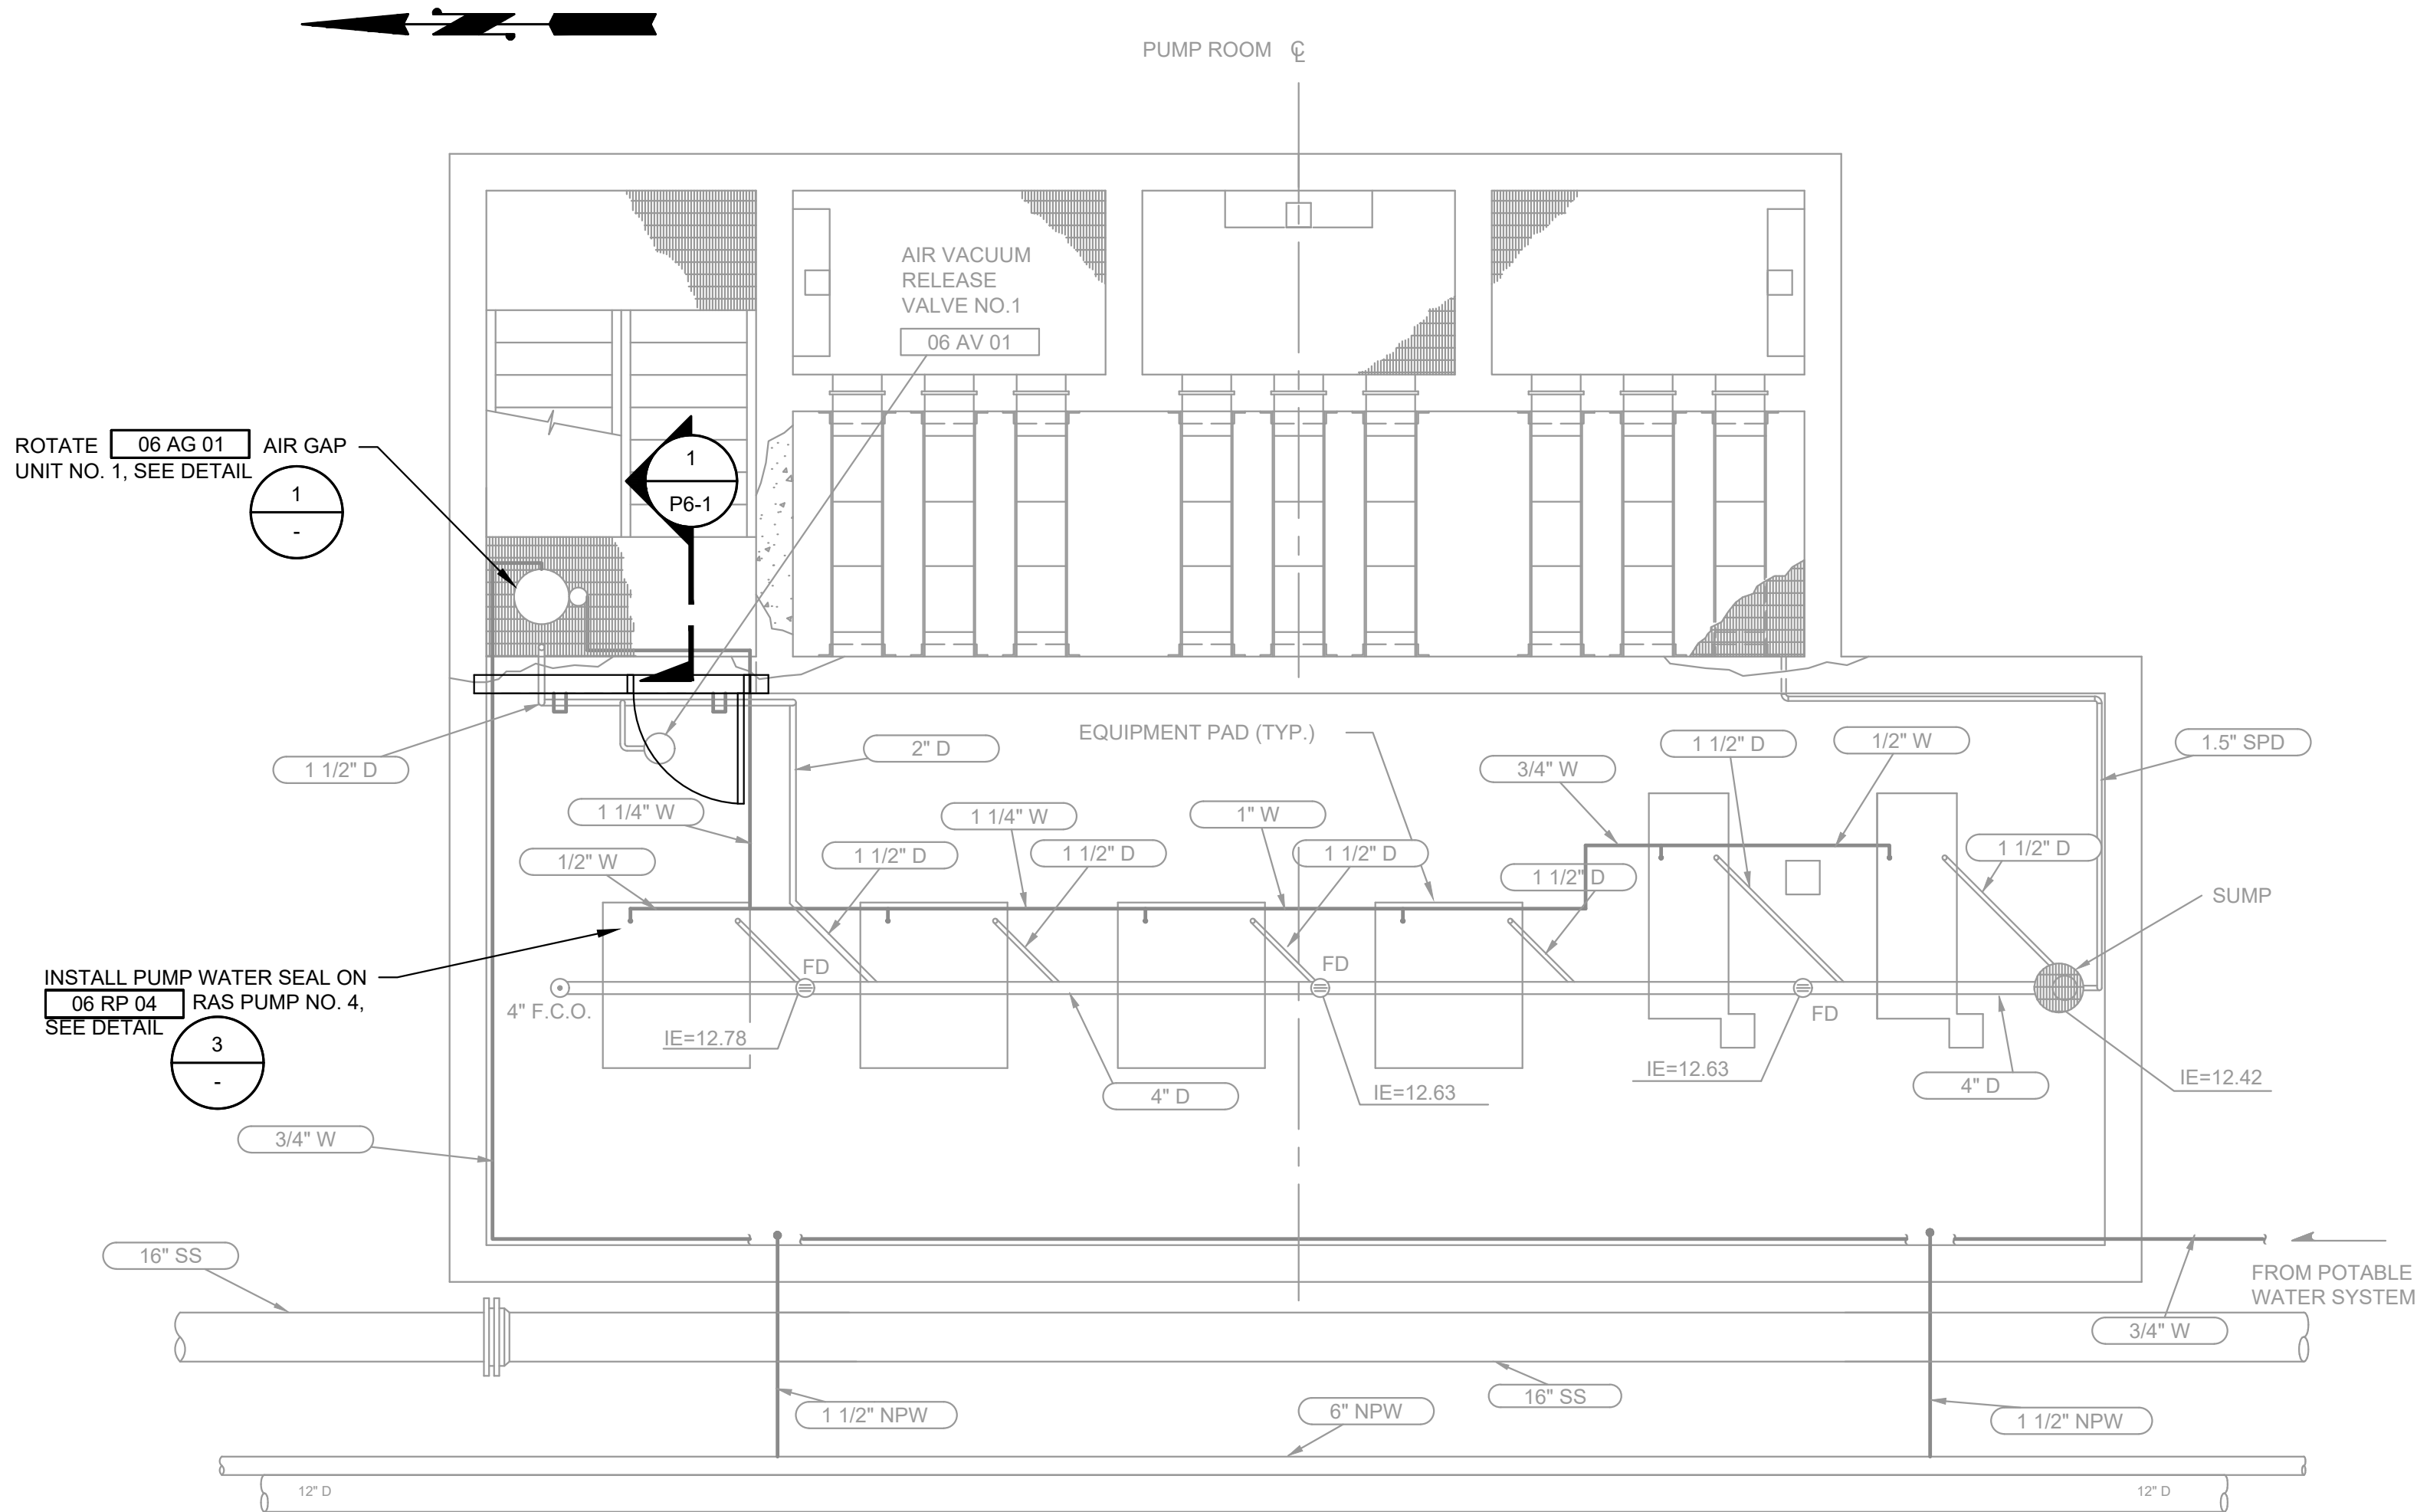 PUMP ROOM ℄
AIR VACUUM
RELEASE
VALVE NO.1
06 AV 01
ROTATE 06 AG 01 AIR GAP
UNIT NO. 1, SEE DETAIL
1
-
1
P6-1
EQUIPMENT PAD (TYP.)
1 1/2" D
2" D
1 1/2" D
1/2" W
1.5" SPD
3/4" W
1 1/4" W
1 1/4" W
1" W
1/2" W
1 1/2" D
1 1/2" D
1 1/2" D
1 1/2" D
1 1/2" D
SUMP
INSTALL PUMP WATER SEAL ON
06 RP 04 RAS PUMP NO. 4,
SEE DETAIL
3
-
4" F.C.O.
FD
FD
FD
IE=12.78
IE=12.63
IE=12.63
IE=12.42
4" D
4" D
3/4" W
16" SS
FROM POTABLE
WATER SYSTEM
3/4" W
16" SS
1 1/2" NPW
6" NPW
1 1/2" NPW
12" D
12" D